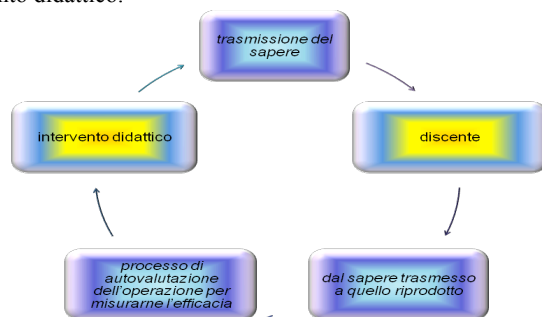 trasmissione del
sapere
intervento didattico
discente
processo di
autovalutazione
dell'operazione per
misurarne l'efficacia
dal sapere trasmesso
a quello riprodotto